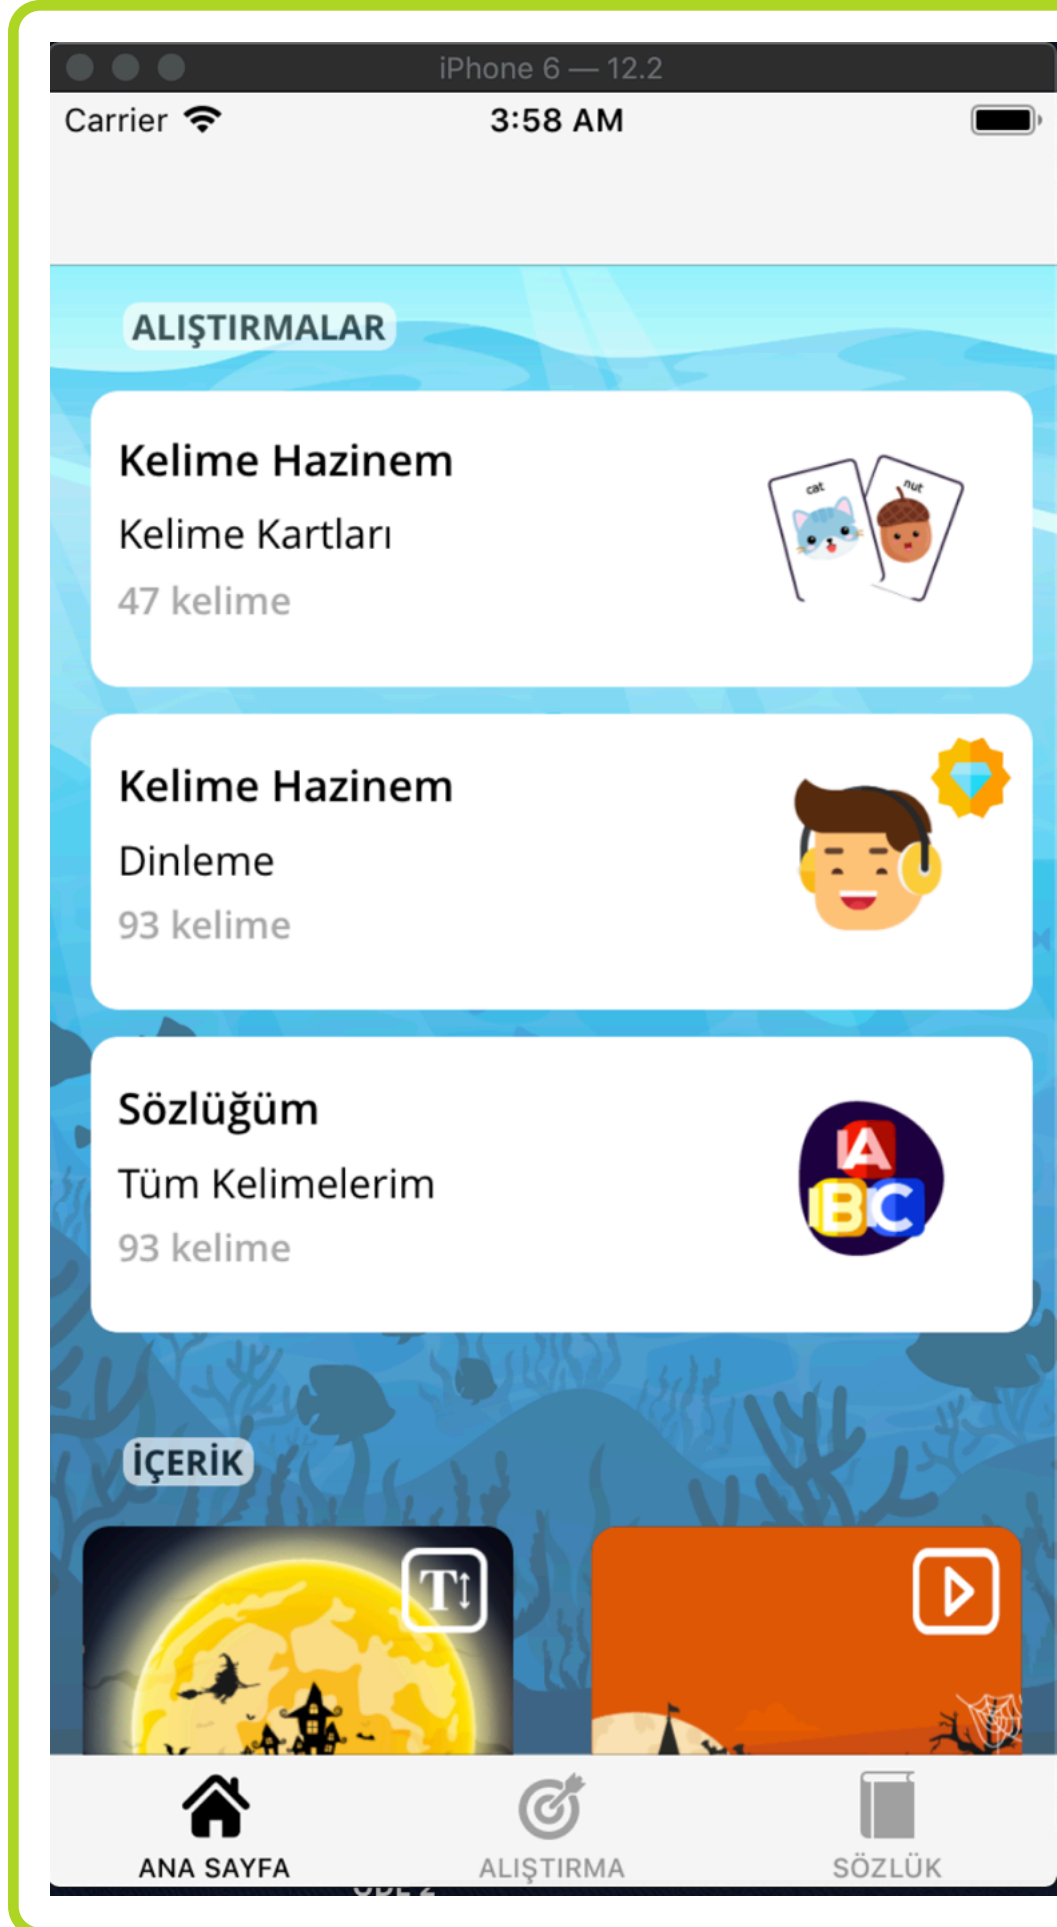 iPhone 6 — 12.2
Carrier 3:58 AM
ALIŞTIRMALAR
Kelime Hazinem
Kelime Kartları
47 kelime
cat
nut
Kelime Hazinem
Dinleme
93 kelime
Sözlüğüm
Tüm Kelimelerim
93 kelime
A
B C
İÇERİK
T
ANA SAYFA
ALIŞTIRMA
SÖZLÜK